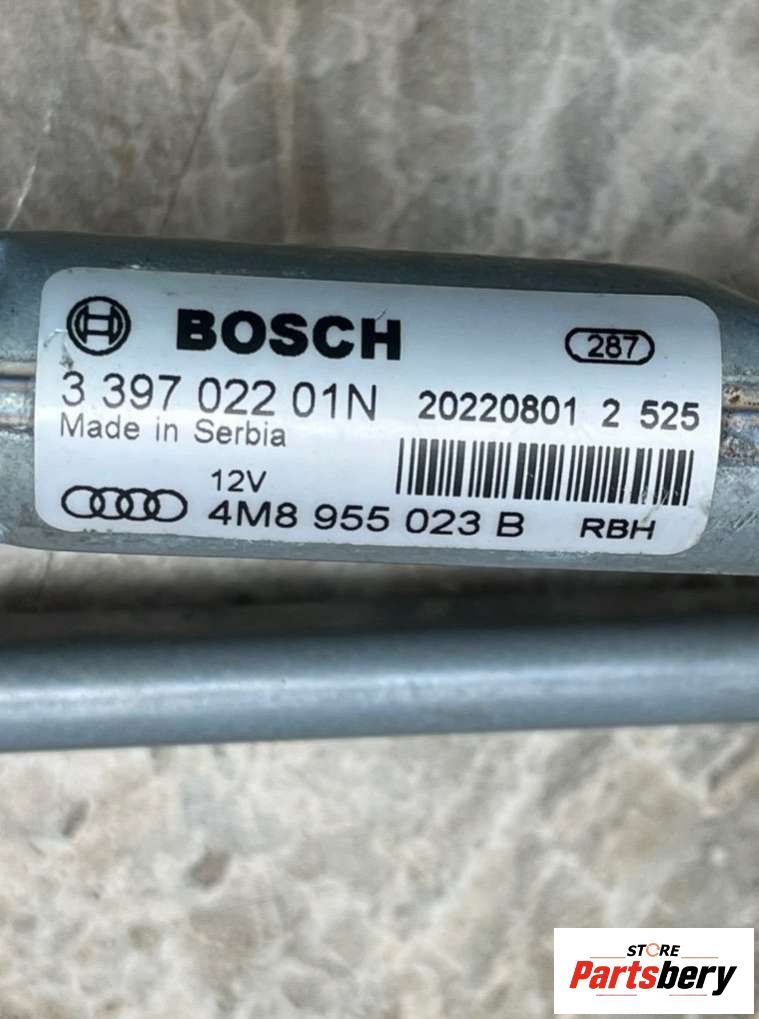 BOSCH 287
3 397 022 01N 20220801 2 525
Made in Serbia
12V
4M8 955 023 B RBH
STORE
Partsbery